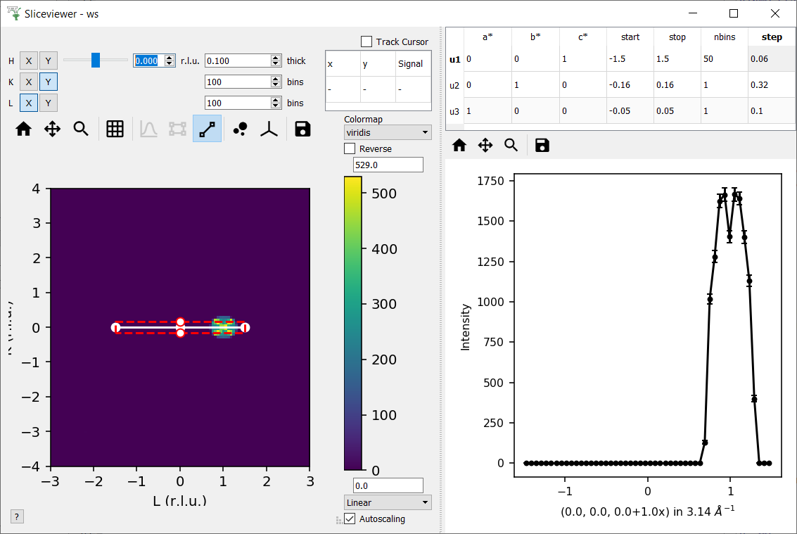 Sliceviewer - ws
Track Cursor
H X Y 0.000 r.l.u. 0.100 thick
K X Y 100 bins
L X Y 100 bins
x y Signal
- - -
Colormap
viridis
Reverse
529.0
500
400
300
200
100
0
0.0
Linear
Autoscaling
4
3
2
1
0
−1
−2
−3
−4
−3 −2 −1 0 1 2 3
L (r.l.u.)
K (r.l.u.)
?
a* b* c* start stop nbins step
u1 0 0 1 -1.5 1.5 50 0.06
u2 0 1 0 -0.16 0.16 1 0.32
u3 1 0 0 -0.05 0.05 1 0.1
1750
1500
1250
1000
750
500
250
0
Intensity
−1 0 1
(0.0, 0.0, 0.0+1.0x) in 3.14 Å⁻¹